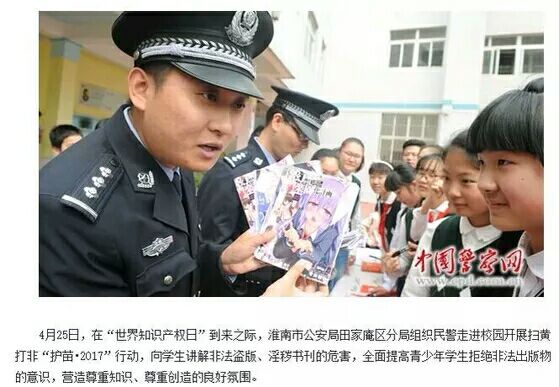 中国警察网
www.cpd.com.cn
4月25日，在“世界知识产权日”到来之际，淮南市公安局田家庵区分局组织民警走进校园开展扫
黄打非“护苗·2017”行动，向学生讲解非法盗版、淫秽书刊的危害，全面提高青少年学生拒绝非法出版物
的意识，营造尊重知识、尊重创造的良好氛围。